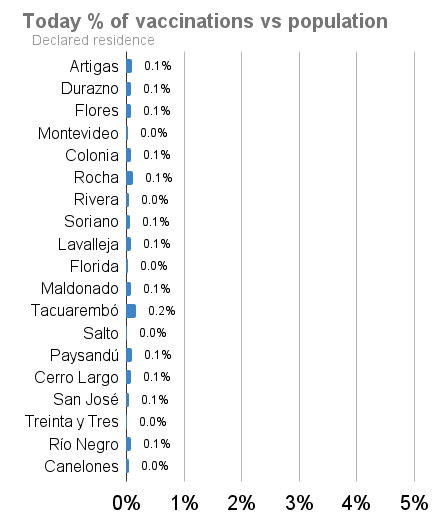 Today % of vaccinations vs population
Declared residence
Artigas 0.1%
Durazno 0.1%
Flores 0.1%
Montevideo 0.0%
Colonia 0.1%
Rocha 0.1%
Rivera 0.0%
Soriano 0.1%
Lavalleja 0.1%
Florida 0.0%
Maldonado 0.1%
Tacuarembó 0.2%
Salto 0.0%
Paysandú 0.1%
Cerro Largo 0.1%
San José 0.1%
Treinta y Tres 0.0%
Río Negro 0.1%
Canelones 0.0%
0% 1% 2% 3% 4% 5%